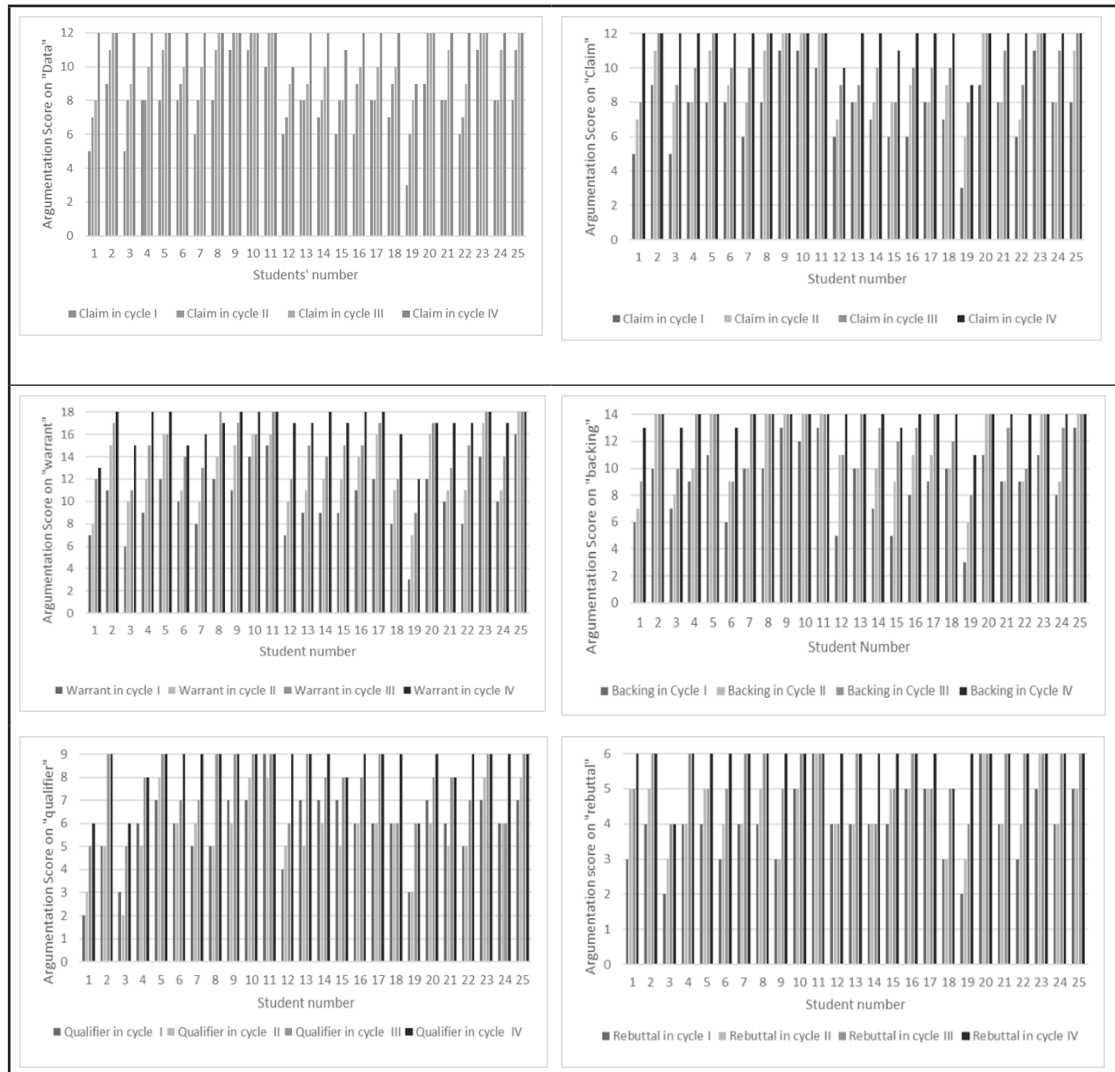 Argumentation Score on "Data"
12
10
8
6
4
2
0
1 2 3 4 5 6 7 8 9 10 11 12 13 14 15 16 17 18 19 20 21 22 23 24 25
Students' number
Claim in cycle I Claim in cycle II Claim in cycle III Claim in cycle IV
Argumentation Score on "Claim"
12
10
8
6
4
2
0
1 2 3 4 5 6 7 8 9 10 11 12 13 14 15 16 17 18 19 20 21 22 23 24 25
Student number
Claim in cycle I Claim in cycle II Claim in cycle III Claim in cycle IV
Argumentation Score on "warrant"
18
16
14
12
10
8
6
4
2
0
1 2 3 4 5 6 7 8 9 10 11 12 13 14 15 16 17 18 19 20 21 22 23 24 25
Student number
Warrant in cycle I Warrant in cycle II Warrant in cycle III Warrant in cycle IV
Argumentation Score on "backing"
14
12
10
8
6
4
2
0
1 2 3 4 5 6 7 8 9 10 11 12 13 14 15 16 17 18 19 20 21 22 23 24 25
Student Number
Backing in Cycle I Backing in Cycle II Backing in Cycle III Backing in Cycle IV
Argumentation Score on "qualifier"
9
8
7
6
5
4
3
2
1
0
1 2 3 4 5 6 7 8 9 10 11 12 13 14 15 16 17 18 19 20 21 22 23 24 25
Student number
Qualifier in cycle I Qualifier in cycle II Qualifier in cycle III Qualifier in cycle IV
Argumentation score on "rebuttal"
6
5
4
3
2
1
0
1 2 3 4 5 6 7 8 9 10 11 12 13 14 15 16 17 18 19 20 21 22 23 24 25
Student number
Rebuttal in cycle I Rebuttal in cycle II Rebuttal in cycle III Rebuttal in cycle IV